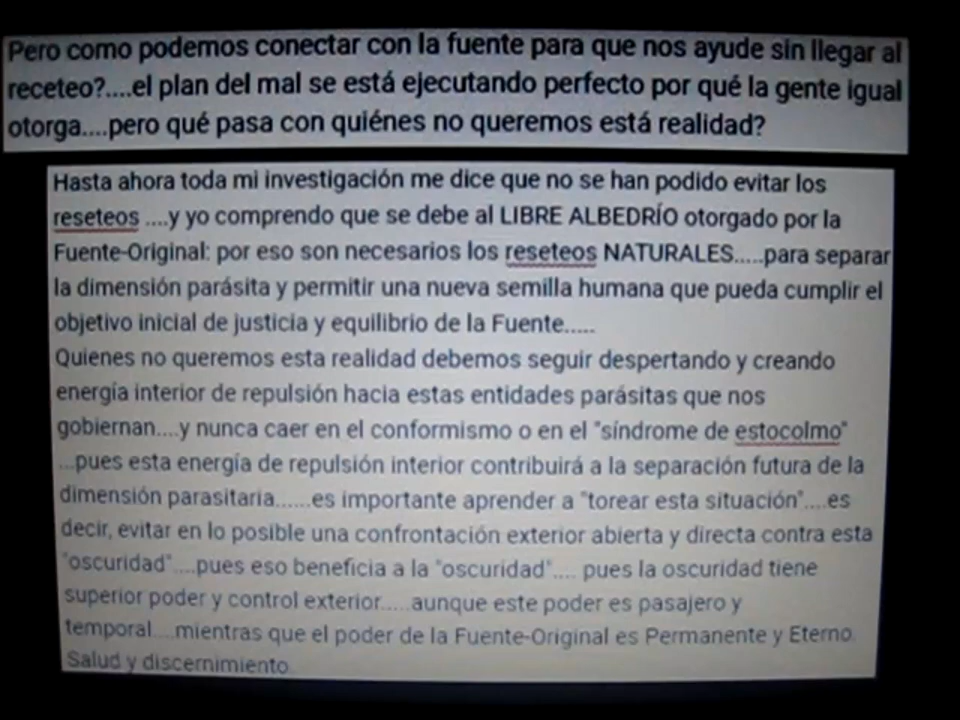 Pero como podemos conectar con la fuente para que nos ayude sin llegar al
receteo?....el plan del mal se está ejecutando perfecto por qué la gente igual
otorga....pero qué pasa con quiénes no queremos está realidad?
Hasta ahora toda mi investigación me dice que no se han podido evitar los
reseteos ....y yo comprendo que se debe al LIBRE ALBEDRÍO otorgado por la
Fuente-Original: por eso son necesarios los reseteos NATURALES.....para separar
la dimensión parásita y permitir una nueva semilla humana que pueda cumplir el
objetivo inicial de justicia y equilibrio de la Fuente.....
Quienes no queremos esta realidad debemos seguir despertando y creando
energía interior de repulsión hacia estas entidades parásitas que nos
gobiernan....y nunca caer en el conformismo o en el "síndrome de estocolmo"
...pues esta energía de repulsión interior contribuirá a la separación futura de la
dimensión parasitaria......es importante aprender a "torear esta situación"....es
decir, evitar en lo posible una confrontación exterior abierta y directa contra esta
"oscuridad"....pues eso beneficia a la "oscuridad".... pues la oscuridad tiene
superior poder y control exterior.....aunque este poder es pasajero y
temporal....mientras que el poder de la Fuente-Original es Permanente y Eterno.
Salud y discernimiento